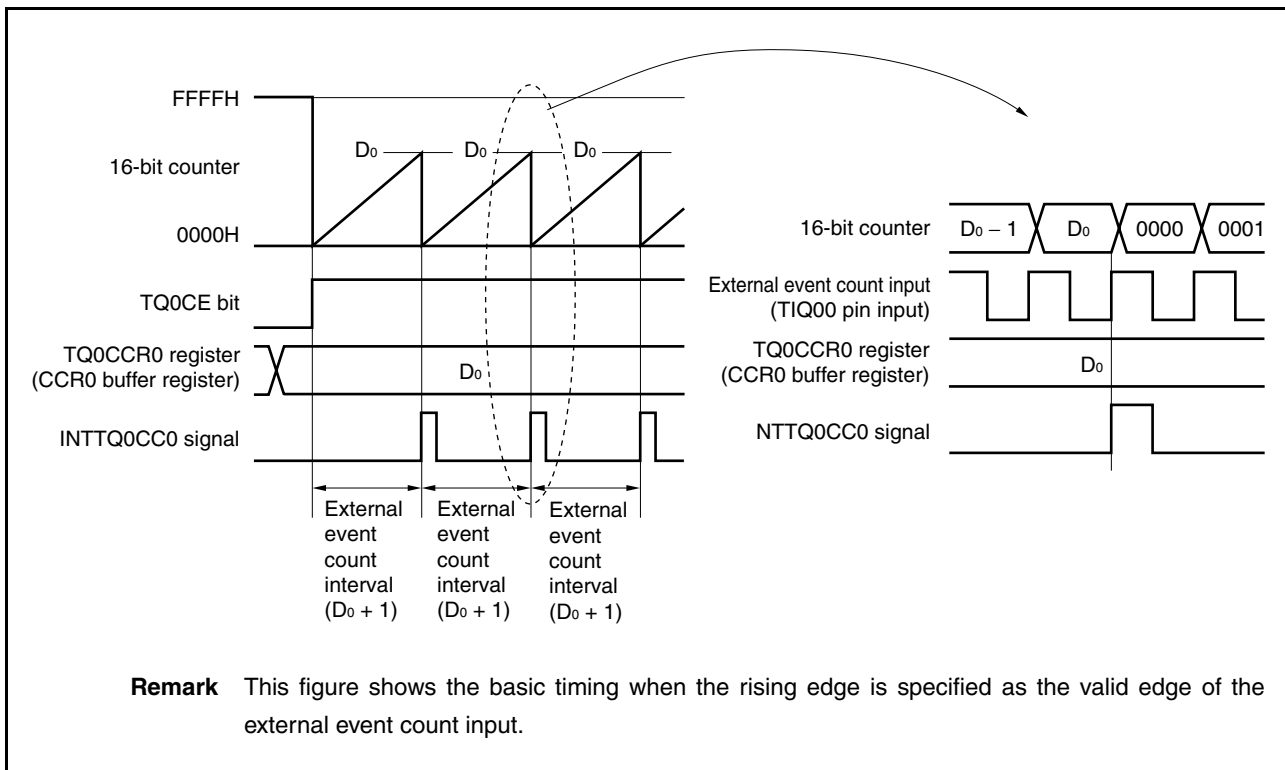 FFFFH
16-bit counter
0000H
D0
D0
D0
TQ0CE bit
TQ0CCR0 register
(CCR0 buffer register)
D0
INTTQ0CC0 signal
External
event
count
interval
(D0 + 1)
External
event
count
interval
(D0 + 1)
External
event
count
interval
(D0 + 1)
16-bit counter
D0 − 1
D0
0000
0001
External event count input
(TIQ00 pin input)
TQ0CCR0 register
(CCR0 buffer register)
D0
NTTQ0CC0 signal
Remark This figure shows the basic timing when the rising edge is specified as the valid edge of the
external event count input.